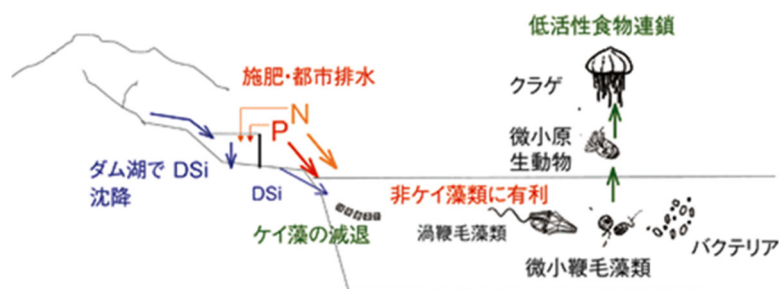 低活性食物連鎖
クラゲ
施肥・都市排水
N
P
微小原
生動物
ダム湖で DSi
沈降
DSi
非ケイ藻類に有利
ケイ藻の減退
渦鞭毛藻類
バクテリア
微小鞭毛藻類